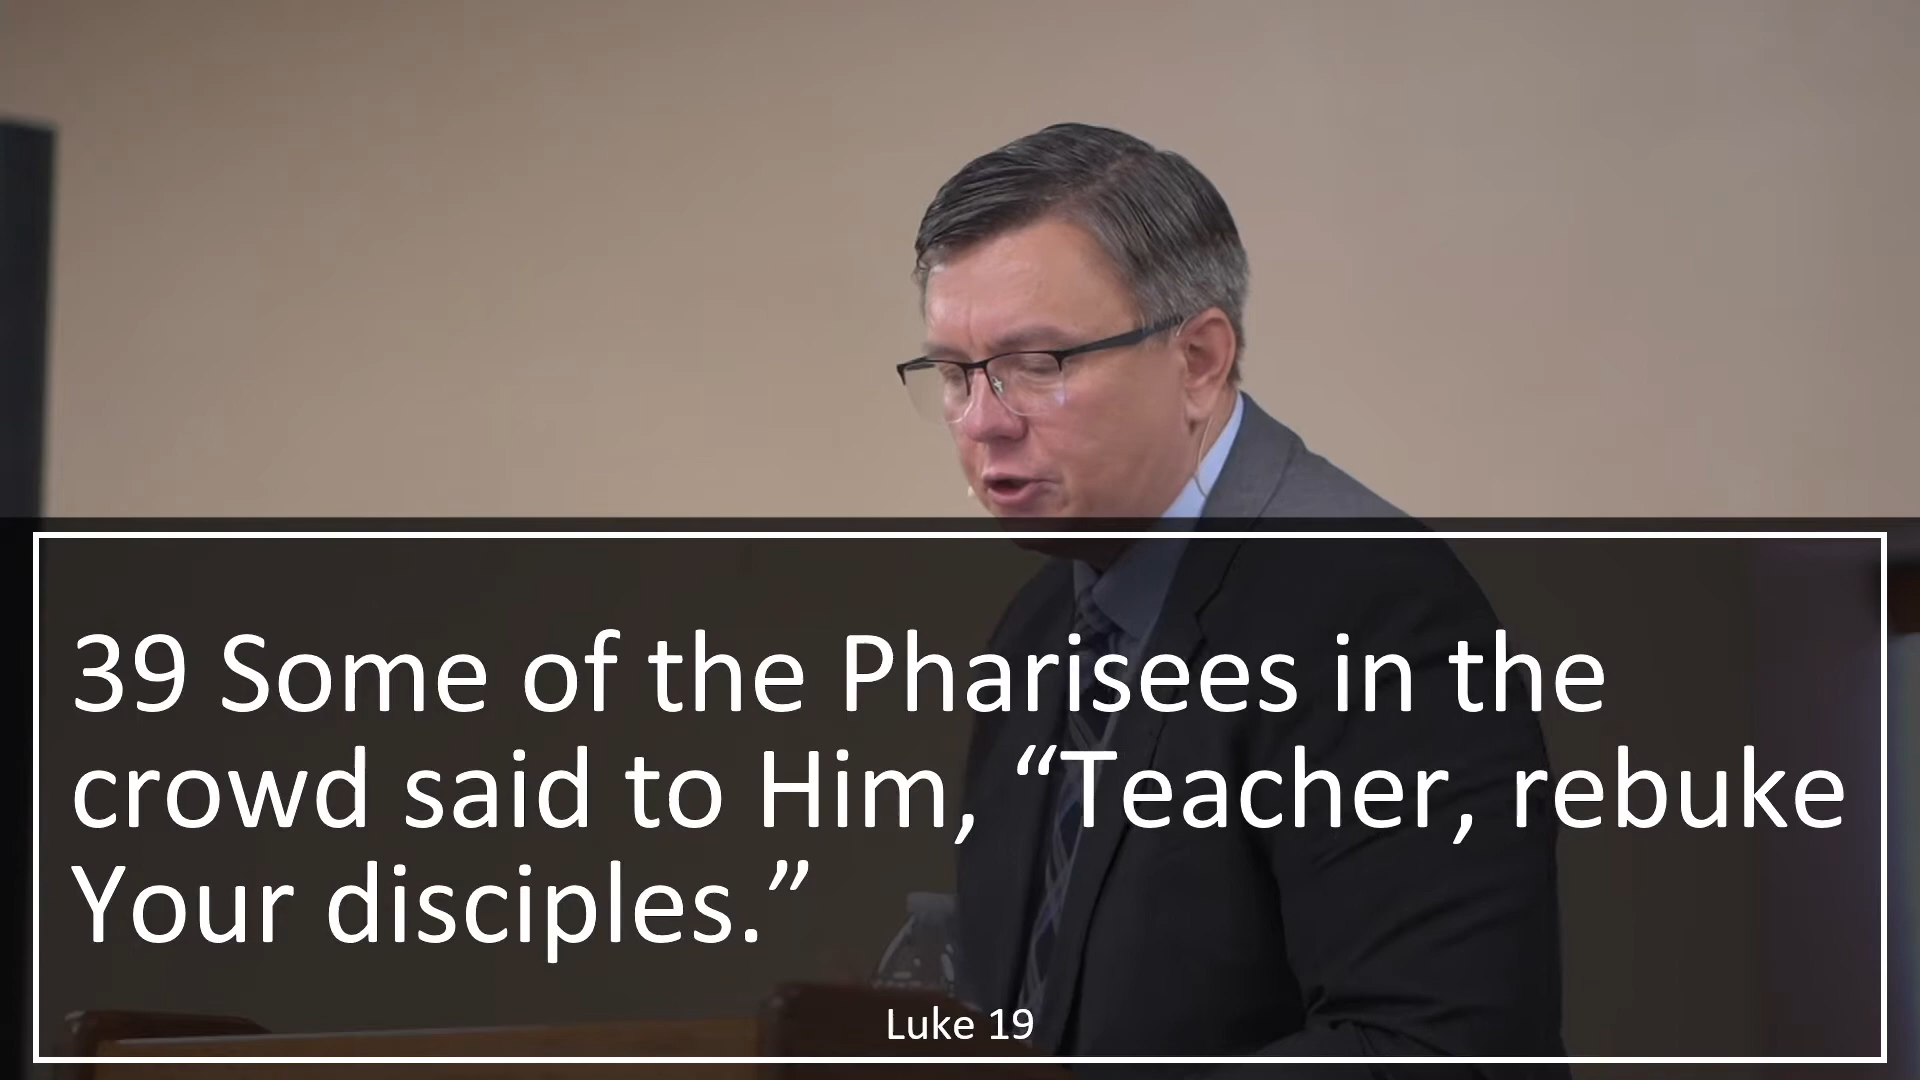 39 Some of the Pharisees in the
crowd said to Him, “Teacher, rebuke
Your disciples.”
Luke 19